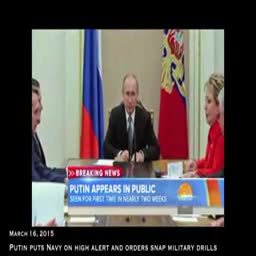 BREAKING NEWS
PUTIN APPEARS IN PUBLIC
SEEN FOR FIRST TIME IN NEARLY TWO WEEKS
March 16, 2015
Putin puts Navy on high alert and orders snap military drills